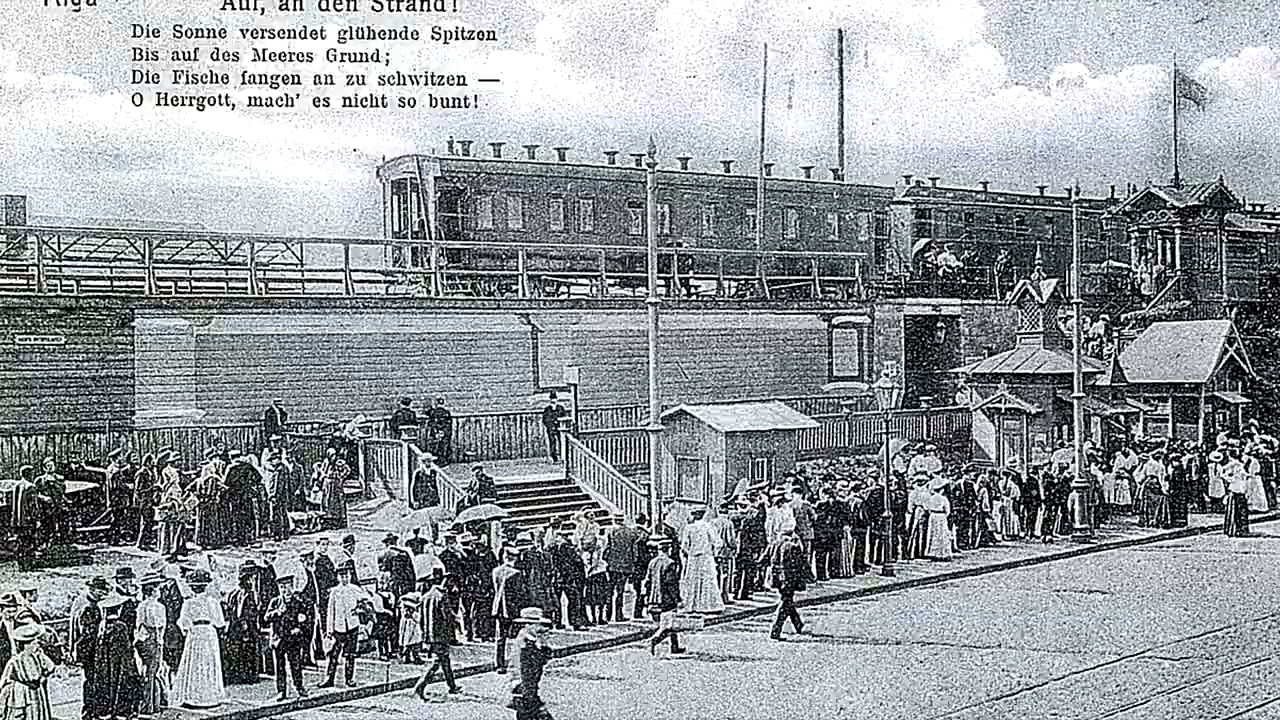 Riga
Auf, an den Strand!
Die Sonne versendet glühende Spitzen
Bis auf des Meeres Grund;
Die Fische fangen an zu schwitzen —
O Herrgott, mach' es nicht so bunt!